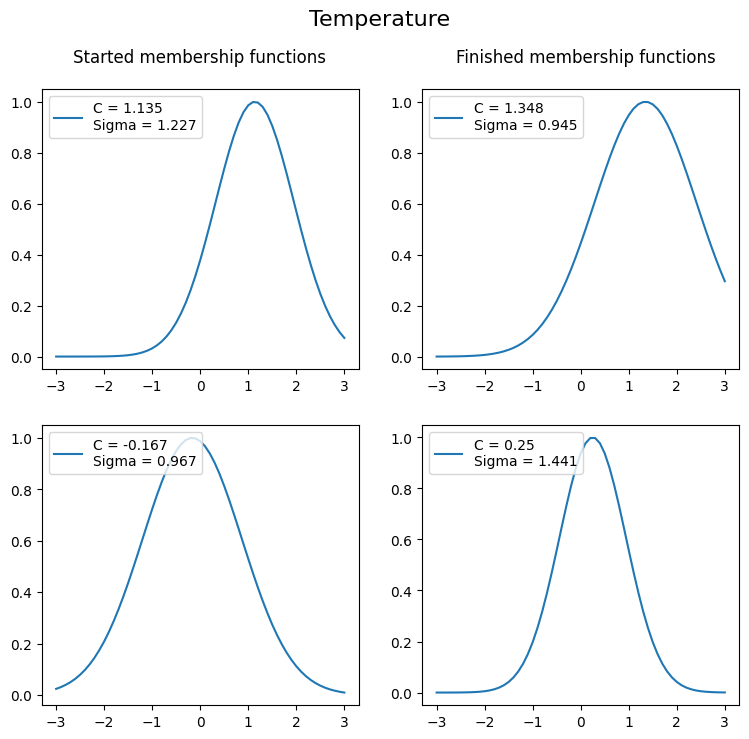 Temperature
Started membership functions
Finished membership functions
C = 1.135
Sigma = 1.227
1.0
0.8
0.6
0.4
0.2
0.0
−3 −2 −1 0 1 2 3
C = 1.348
Sigma = 0.945
1.0
0.8
0.6
0.4
0.2
0.0
−3 −2 −1 0 1 2 3
C = -0.167
Sigma = 0.967
1.0
0.8
0.6
0.4
0.2
0.0
−3 −2 −1 0 1 2 3
C = 0.25
Sigma = 1.441
1.0
0.8
0.6
0.4
0.2
0.0
−3 −2 −1 0 1 2 3